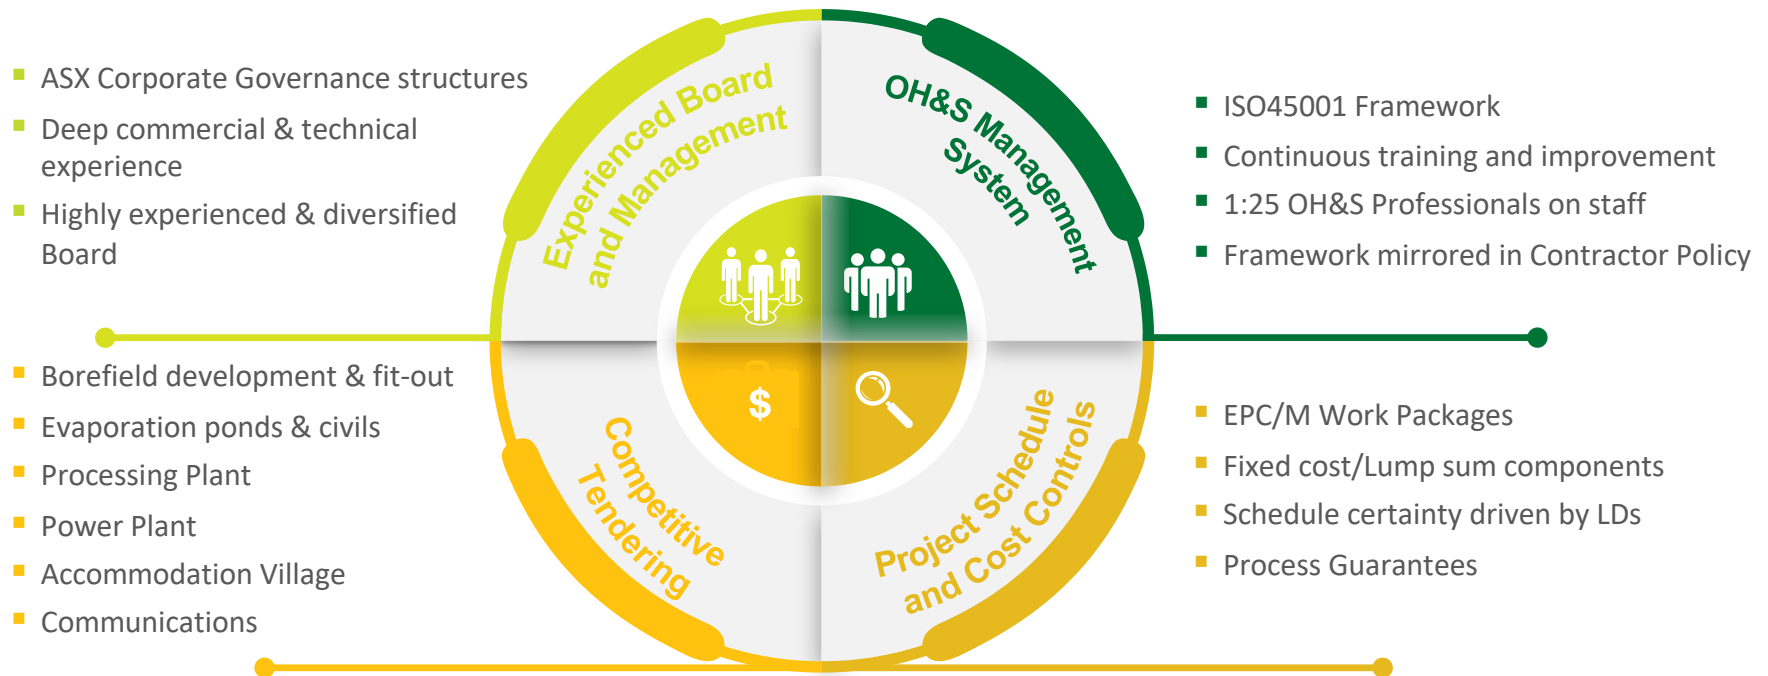 ASX Corporate Governance structures
Deep commercial & technical
experience
Highly experienced & diversified
Board
Experienced Board
and Management
OH&S Management
System
ISO45001 Framework
Continuous training and improvement
1:25 OH&S Professionals on staff
Framework mirrored in Contractor Policy
Borefield development & fit-out
Evaporation ponds & civils
Processing Plant
Power Plant
Accommodation Village
Communications
$
Competitive
Tendering
Project Schedule
and Cost Controls
EPC/M Work Packages
Fixed cost/Lump sum components
Schedule certainty driven by LDs
Process Guarantees